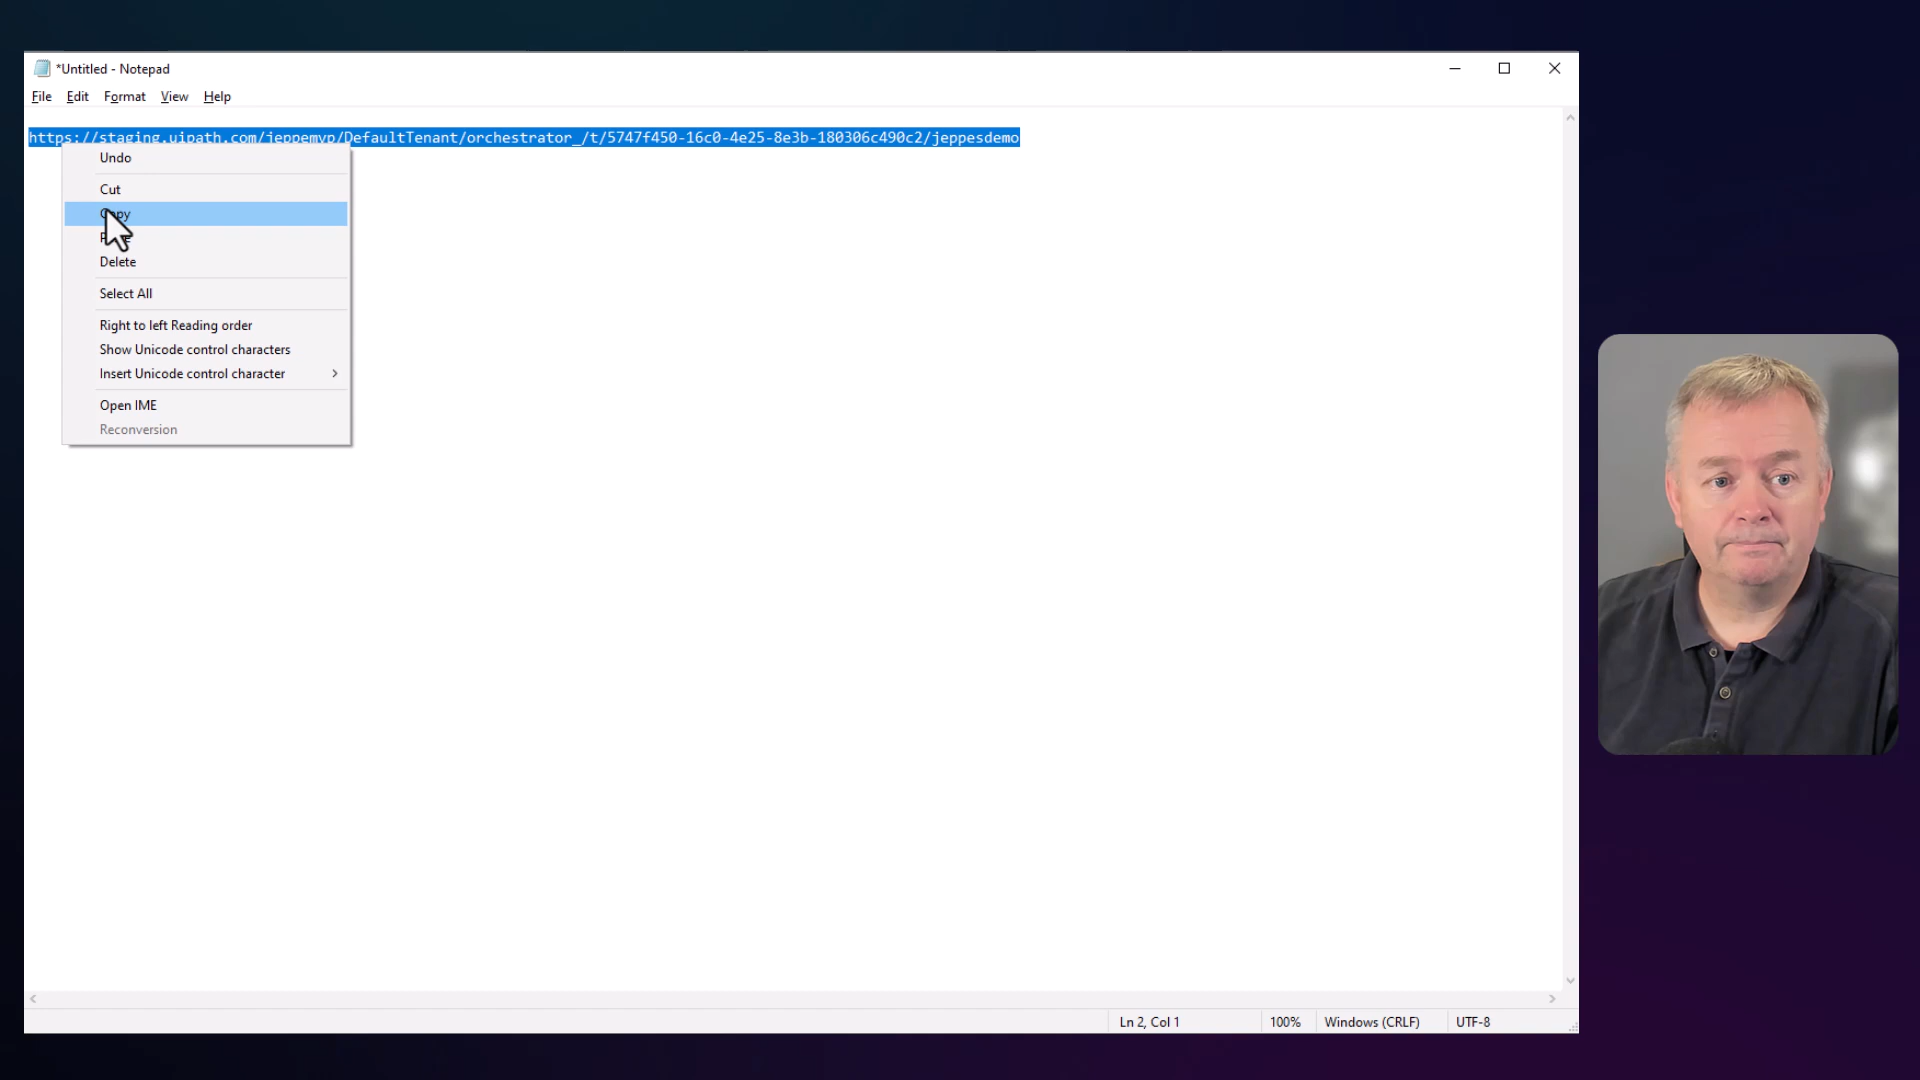 *Untitled - Notepad
File Edit Format View Help
https://staging.uipath.com/jeppemvp/DefaultTenant/orchestrator_/t/5747f450-16c0-4e25-8e3b-180306c490c2/jeppesdemo
Undo
Cut
Copy
Delete
Select All
Right to left Reading order
Show Unicode control characters
Insert Unicode control character
Open IME
Reconversion
Ln 2, Col 1 100% Windows (CRLF) UTF-8